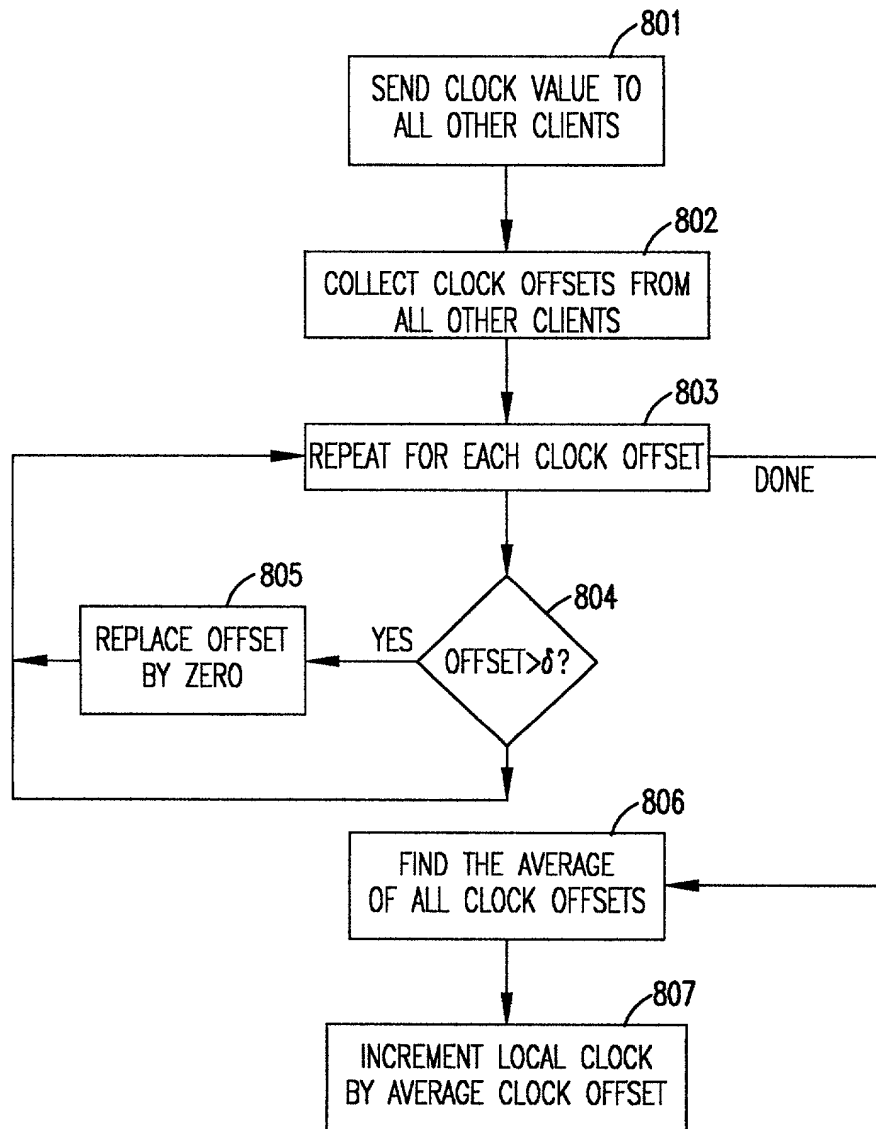 801
SEND CLOCK VALUE TO
ALL OTHER CLIENTS
802
COLLECT CLOCK OFFSETS FROM
ALL OTHER CLIENTS
803
REPEAT FOR EACH CLOCK OFFSET
DONE
804
OFFSET>δ?
YES
805
REPLACE OFFSET
BY ZERO
806
FIND THE AVERAGE
OF ALL CLOCK OFFSETS
807
INCREMENT LOCAL CLOCK
BY AVERAGE CLOCK OFFSET